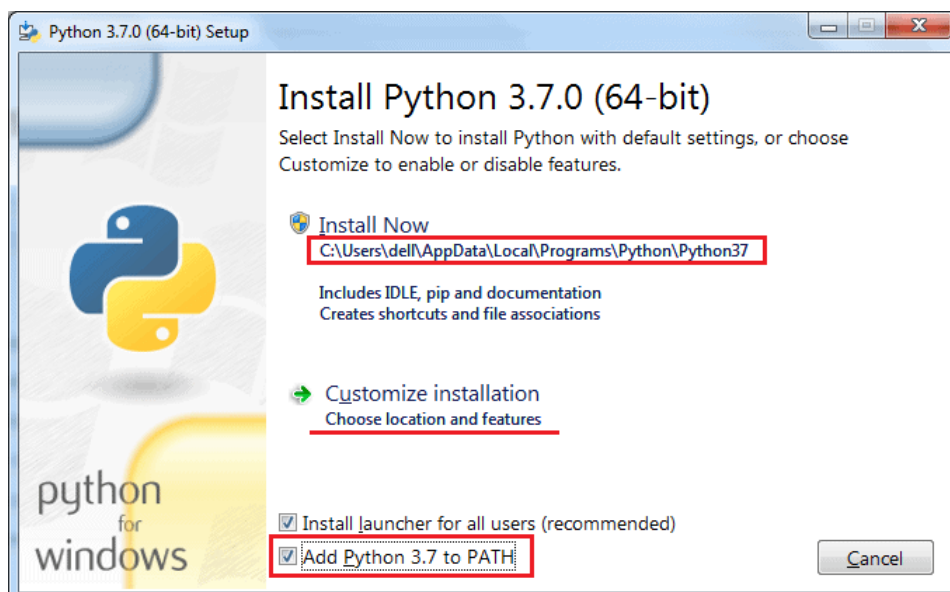 Python 3.7.0 (64-bit) Setup
Install Python 3.7.0 (64-bit)
Select Install Now to install Python with default settings, or choose
Customize to enable or disable features.
Install Now
C:\Users\dell\AppData\Local\Programs\Python\Python37
Includes IDLE, pip and documentation
Creates shortcuts and file associations
Customize installation
Choose location and features
python
for
windows
Install launcher for all users (recommended)
Add Python 3.7 to PATH
Cancel